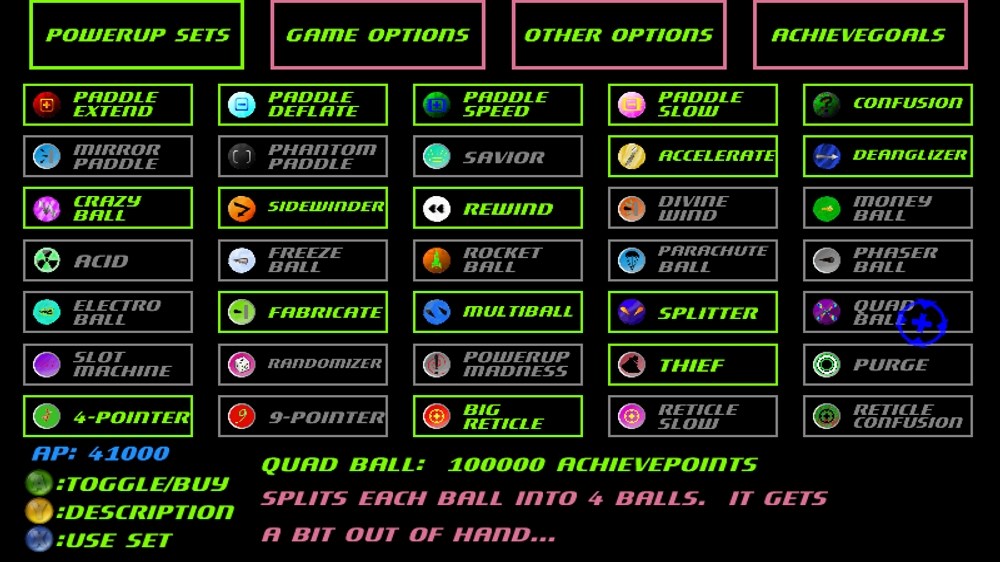 POWERUP SETS
GAME OPTIONS
OTHER OPTIONS
ACHIEVEGOALS
PADDLE
EXTEND
PADDLE
DEFLATE
PADDLE
SPEED
PADDLE
SLOW
CONFUSION
MIRROR
PADDLE
PHANTOM
PADDLE
SAVIOR
ACCELERATE
DEANGLIZER
CRAZY
BALL
SIDEWINDER
REWIND
DIVINE
WIND
MONEY
BALL
ACID
FREEZE
BALL
ROCKET
BALL
PARACHUTE
BALL
PHASER
BALL
ELECTRO
BALL
FABRICATE
MULTIBALL
SPLITTER
QUAD
BALL
SLOT
MACHINE
RANDOMIZER
POWERUP
MADNESS
THIEF
PURGE
4-POINTER
9-POINTER
BIG
RETICLE
RETICLE
SLOW
RETICLE
CONFUSION
AP: 41000
:TOGGLE/BUY
:DESCRIPTION
:USE SET
QUAD BALL: 100000 ACHIEVEPOINTS
SPLITS EACH BALL INTO 4 BALLS. IT GETS
A BIT OUT OF HAND...